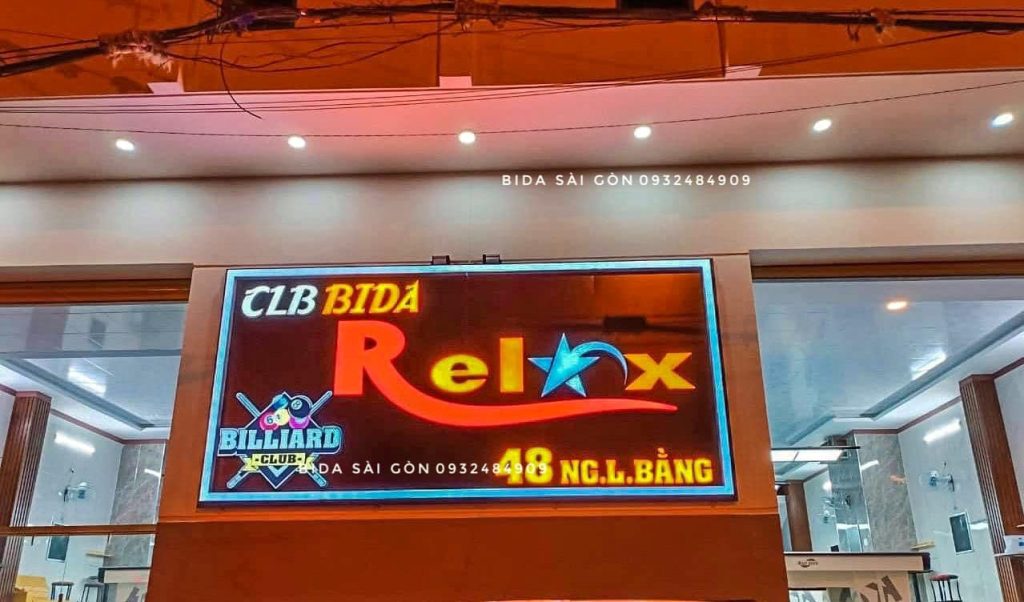 BIDA SÀI GÒN 0932484909
CLB BIDA
Relax
BILLIARD
CLUB
BIDA SÀI GÒN 0932484909
48 NG.L.BẰNG